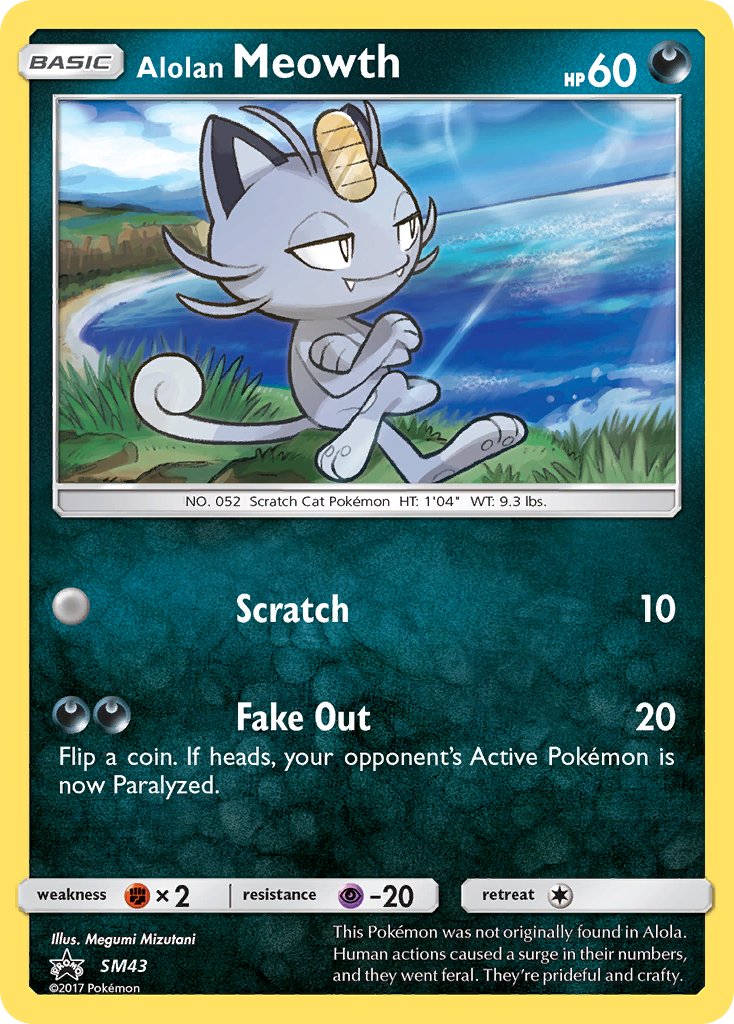 BASIC Alolan Meowth HP 60
NO. 052 Scratch Cat Pokémon HT: 1'04" WT: 9.3 lbs.
Scratch 10
Fake Out 20
Flip a coin. If heads, your opponent's Active Pokémon is
now Paralyzed.
weakness × 2 resistance -20 retreat
Illus. Megumi Mizutani
PROMO SM43
©2017 Pokémon
This Pokémon was not originally found in Alola.
Human actions caused a surge in their numbers,
and they went feral. They're prideful and crafty.